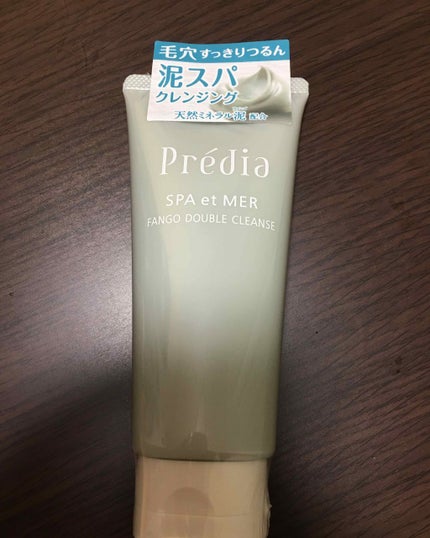 毛穴すっきりつるん
泥スパ
クレンジング
天然ミネラル泥配合
Prédia
SPA et MER
FANGO DOUBLE CLEANSE